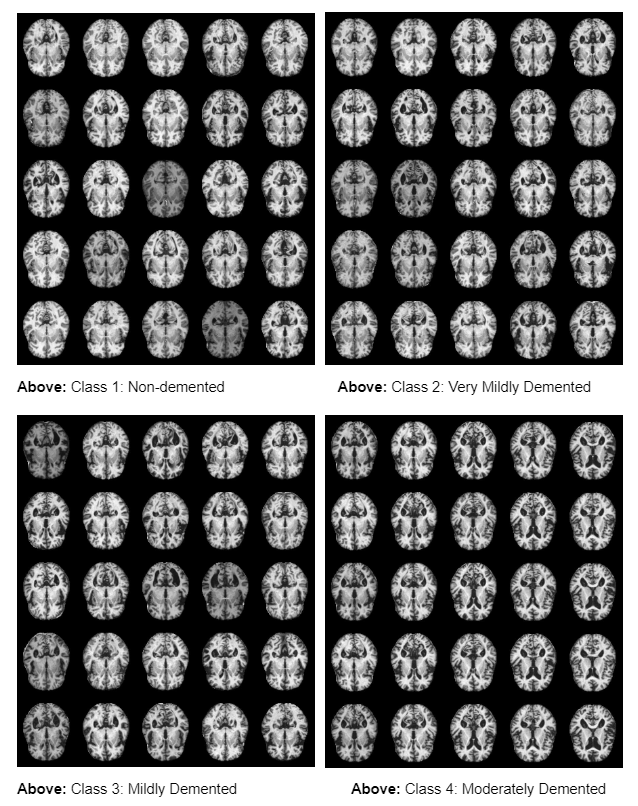 Above: Class 1: Non-demented
Above: Class 2: Very Mildly Demented
Above: Class 3: Mildly Demented
Above: Class 4: Moderately Demented